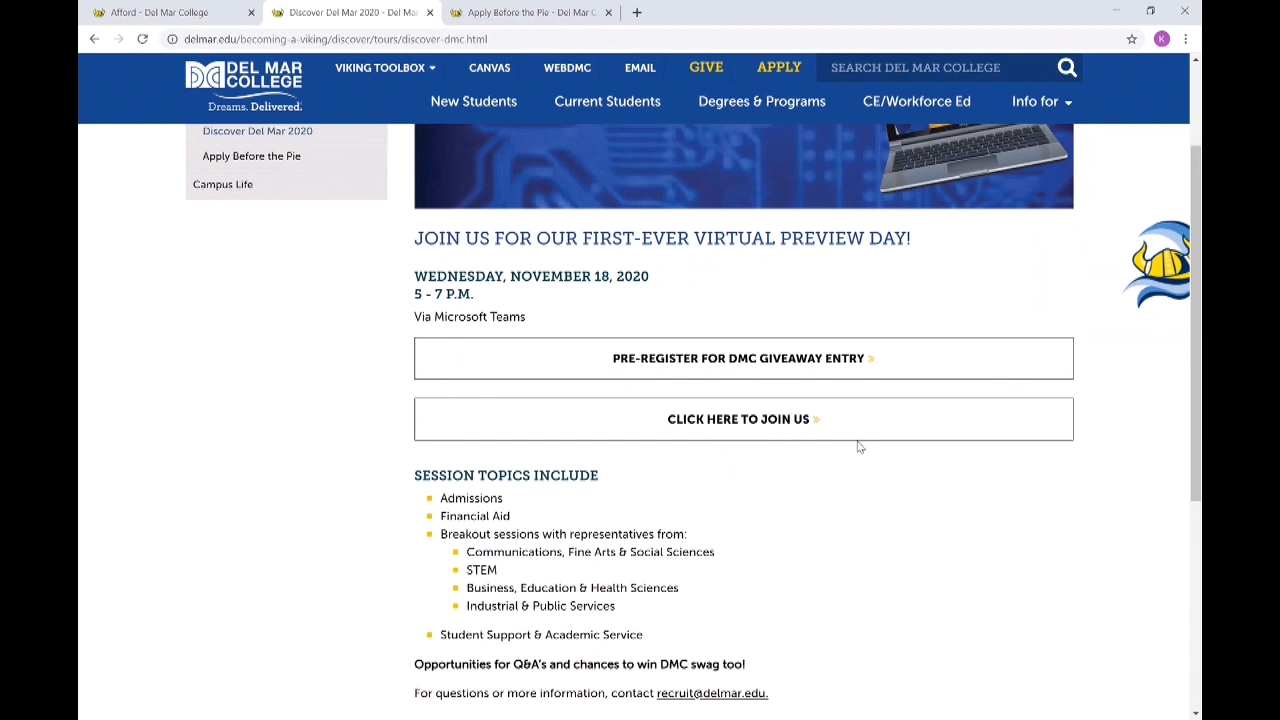 Afford - Del Mar College
Discover Del Mar 2020 - Del Mar
Apply Before the Pie - Del Mar C
delmar.edu/becoming-a-viking/discover/tours/discover-dmc.html
K
DEL MAR
COLLEGE
Dreams. Delivered.
VIKING TOOLBOX
CANVAS
WEBDMC
EMAIL
GIVE
APPLY
SEARCH DEL MAR COLLEGE
New Students
Current Students
Degrees & Programs
CE/Workforce Ed
Info for
Discover Del Mar 2020
Apply Before the Pie
Campus Life
JOIN US FOR OUR FIRST-EVER VIRTUAL PREVIEW DAY!
WEDNESDAY, NOVEMBER 18, 2020
5 - 7 P.M.
Via Microsoft Teams
PRE-REGISTER FOR DMC GIVEAWAY ENTRY »
CLICK HERE TO JOIN US »
SESSION TOPICS INCLUDE
Admissions
Financial Aid
Breakout sessions with representatives from:
Communications, Fine Arts & Social Sciences
STEM
Business, Education & Health Sciences
Industrial & Public Services
Student Support & Academic Service
Opportunities for Q&A's and chances to win DMC swag too!
For questions or more information, contact recruit@delmar.edu.